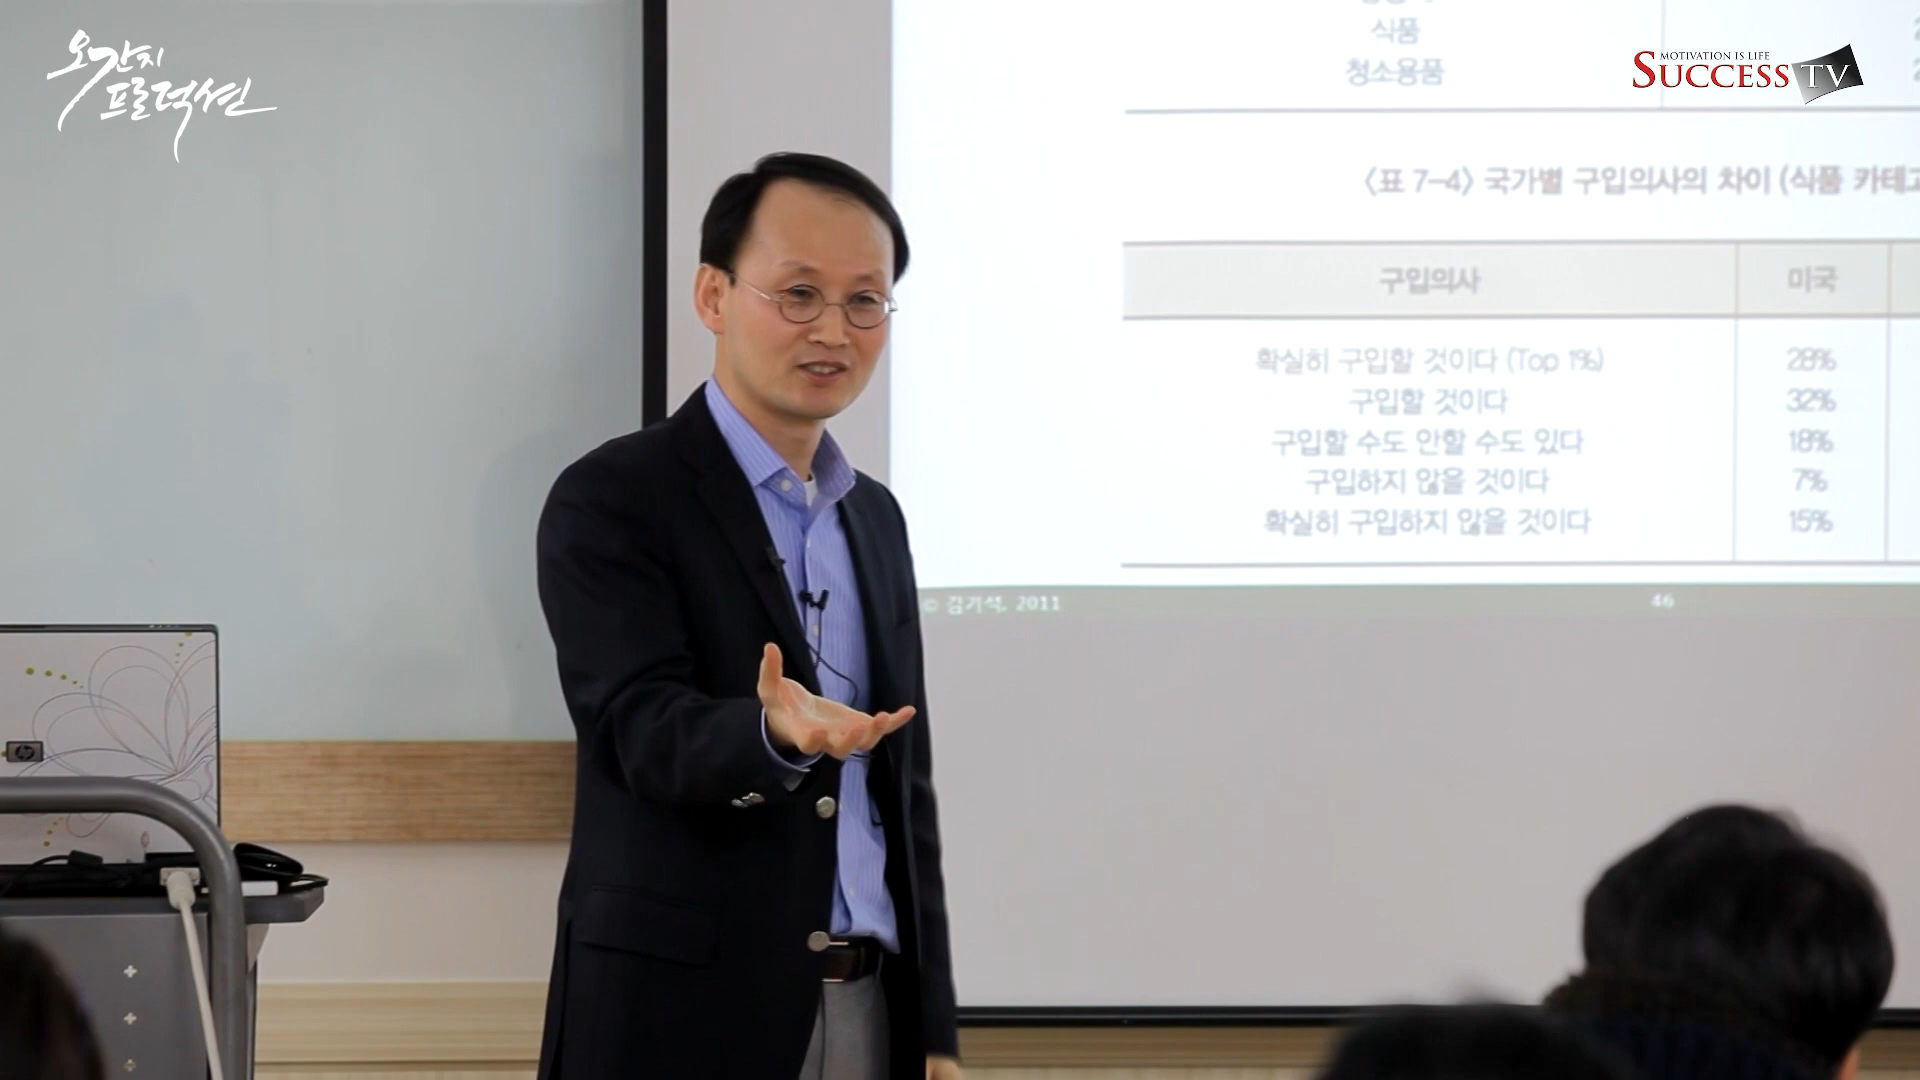 오가지
프로덕션
MOTIVATION IS LIFE
SUCCESS TV
식품
청소용품
<표 7-4> 국가별 구입의사의 차이 (식품 카테고
구입의사 미국
확실히 구입할 것이다 (Top 1%) 28%
구입할 것이다 32%
구입할 수도 안할 수도 있다 18%
구입하지 않을 것이다 7%
확실히 구입하지 않을 것이다 15%
© 김기석, 2011 46
hp